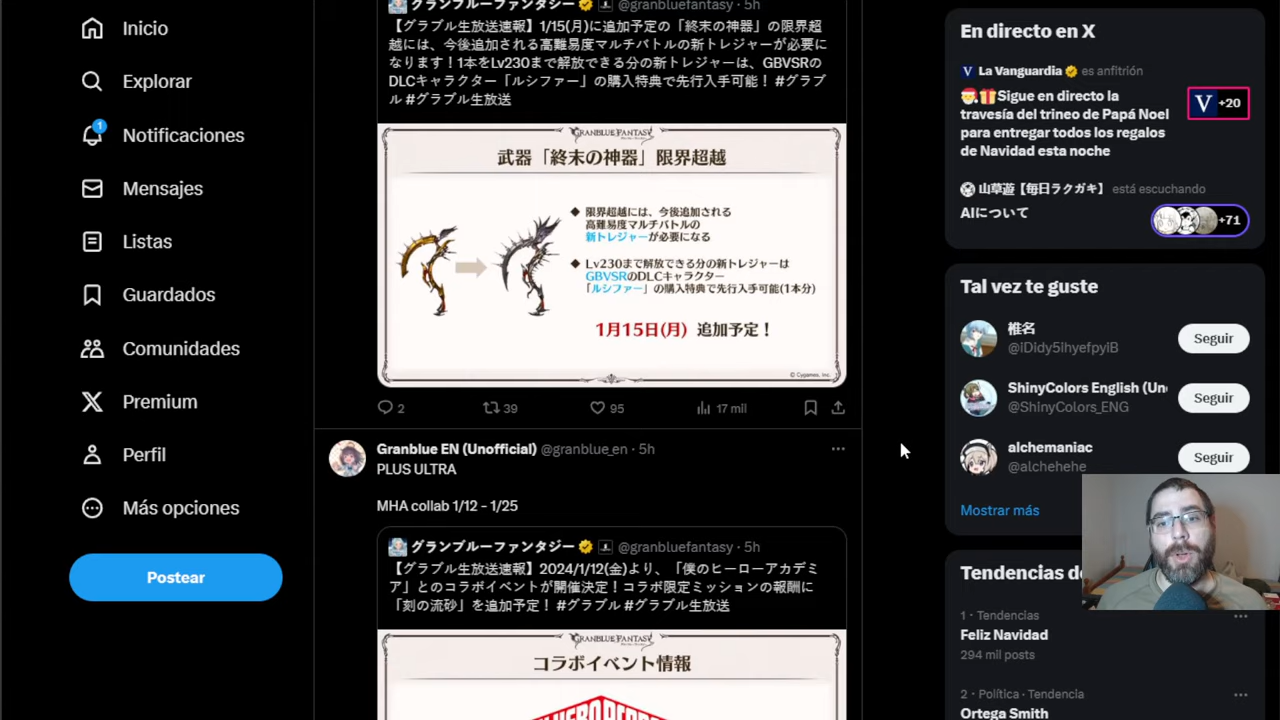 Inicio
Explorar
1
Notificaciones
Mensajes
Listas
Guardados
Comunidades
Premium
Perfil
Más opciones
Postear
グランブルーファンタジー @granbluefantasy · 5h
【グラブル生放送速報】1/15(月)に追加予定の「終末の神器」の限界超
越には、今後追加される高難易度マルチバトルの新トレジャーが必要に
なります！1本をLv230まで解放できる分の新トレジャーは、GBVSRの
DLCキャラクター「ルシファー」の購入特典で先行入手可能！ #グラブ
ル #グラブル生放送
GRANBLUE FANTASY
武器「終末の神器」限界超越
◆ 限界超越には、今後追加される
高難易度マルチバトルの
新トレジャーが必要になる
◆ Lv230まで解放できる分の新トレジャーは
GBVSRのDLCキャラクター
「ルシファー」の購入特典で先行入手可能(1本分)
1月15日(月) 追加予定！
© Cygames, Inc.
2
39
95
17 mil
Granblue EN (Unofficial) @granblue_en · 5h
PLUS ULTRA
MHA collab 1/12 - 1/25
グランブルーファンタジー @granbluefantasy · 5h
【グラブル生放送速報】2024/1/12(金)より、「僕のヒーローアカデミ
ア」とのコラボイベントが開催決定！コラボ限定ミッションの報酬に
「刻の流砂」を追加予定！ #グラブル #グラブル生放送
GRANBLUE FANTASY
コラボイベント情報
En directo en X
V La Vanguardia es anfitrión
🎅🎁Sigue en directo la
travesía del trineo de Papá Noel
para entregar todos los regalos
de Navidad esta noche
V +20
山草遊【毎日ラクガキ】 está escuchando
AIについて
+71
Tal vez te guste
椎名
@iDidy5ihyefpyiB
Seguir
ShinyColors English (Un
@ShinyColors_ENG
Seguir
alchemaniac
@alchehehe
Seguir
Mostrar más
Tendencias de
1 · Tendencias
Feliz Navidad
294 mil posts
2 · Política · Tendencia
Ortega Smith